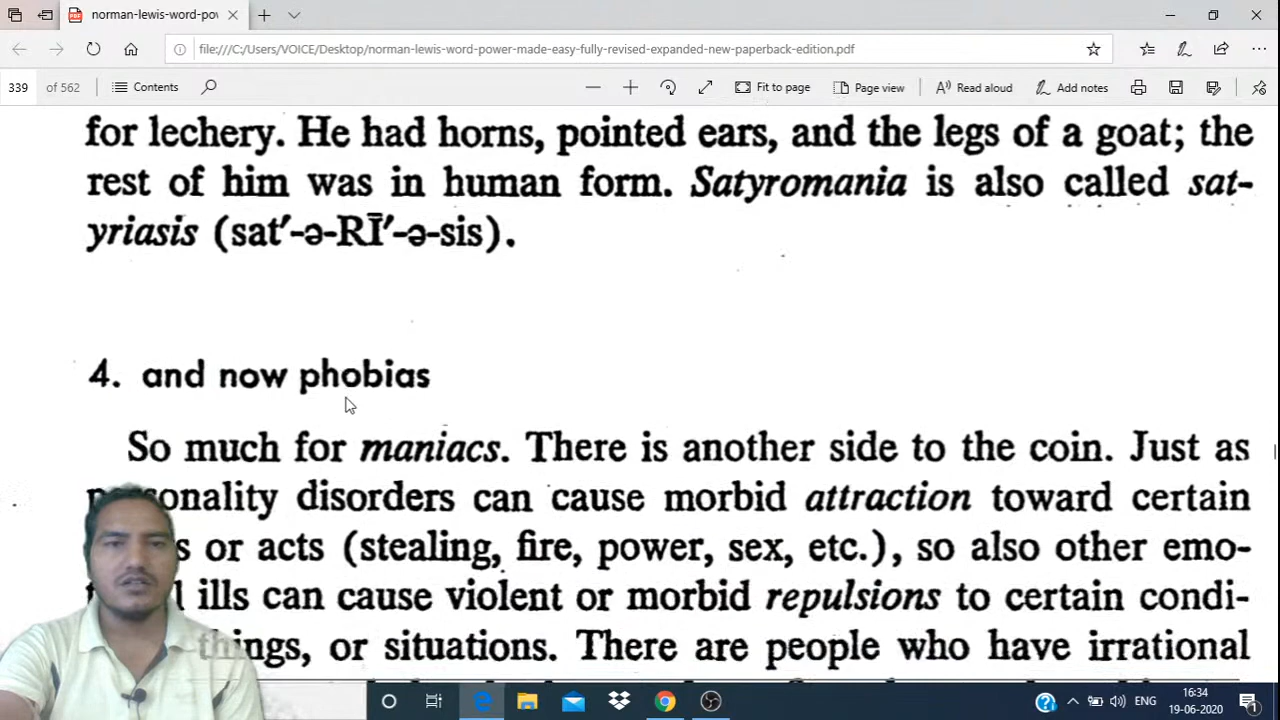 norman-lewis-word-pow
file:///C:/Users/VOICE/Desktop/norman-lewis-word-power-made-easy-fully-revised-expanded-new-paperback-edition.pdf
339 of 562 Contents Fit to page Page view Read aloud Add notes
for lechery. He had horns, pointed ears, and the legs of a goat; the
rest of him was in human form. Satyromania is also called sat-
yriasis (sat′-ə-RĪ′-ə-sis).
4. and now phobias
So much for maniacs. There is another side to the coin. Just as
sonality disorders can cause morbid attraction toward certain
s or acts (stealing, fire, power, sex, etc.), so also other emo-
l ills can cause violent or morbid repulsions to certain condi-
things, or situations. There are people who have irrational
ENG
16:34
19-06-2020